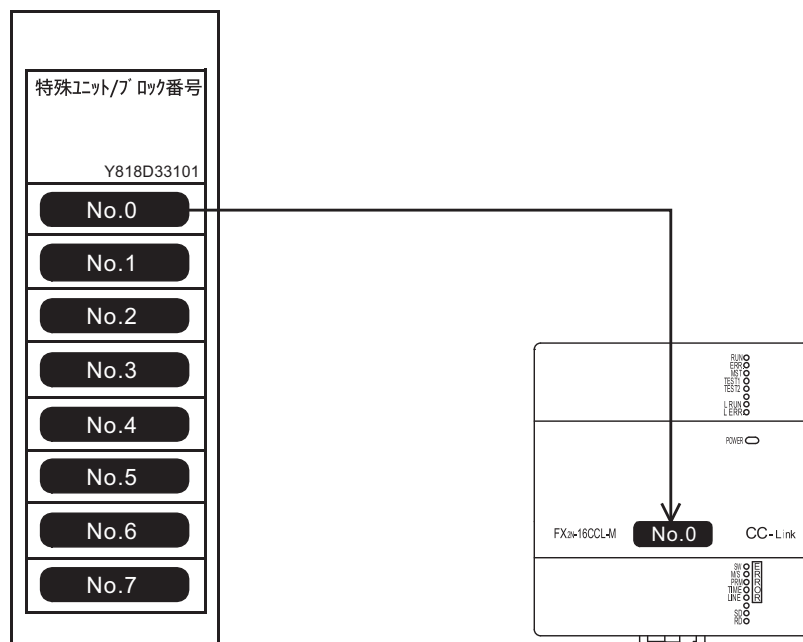 特殊ユニット/ブロック番号
Y818D33101
No.0
No.1
No.2
No.3
No.4
No.5
No.6
No.7
RUN
ERR
MST
TEST1
TEST2
L RUN
L ERR
POWER
FX2N-16CCL-M
No.0
CC-Link
SW
M/S
PRM
TIME
LINE
ERROR
SD
RD